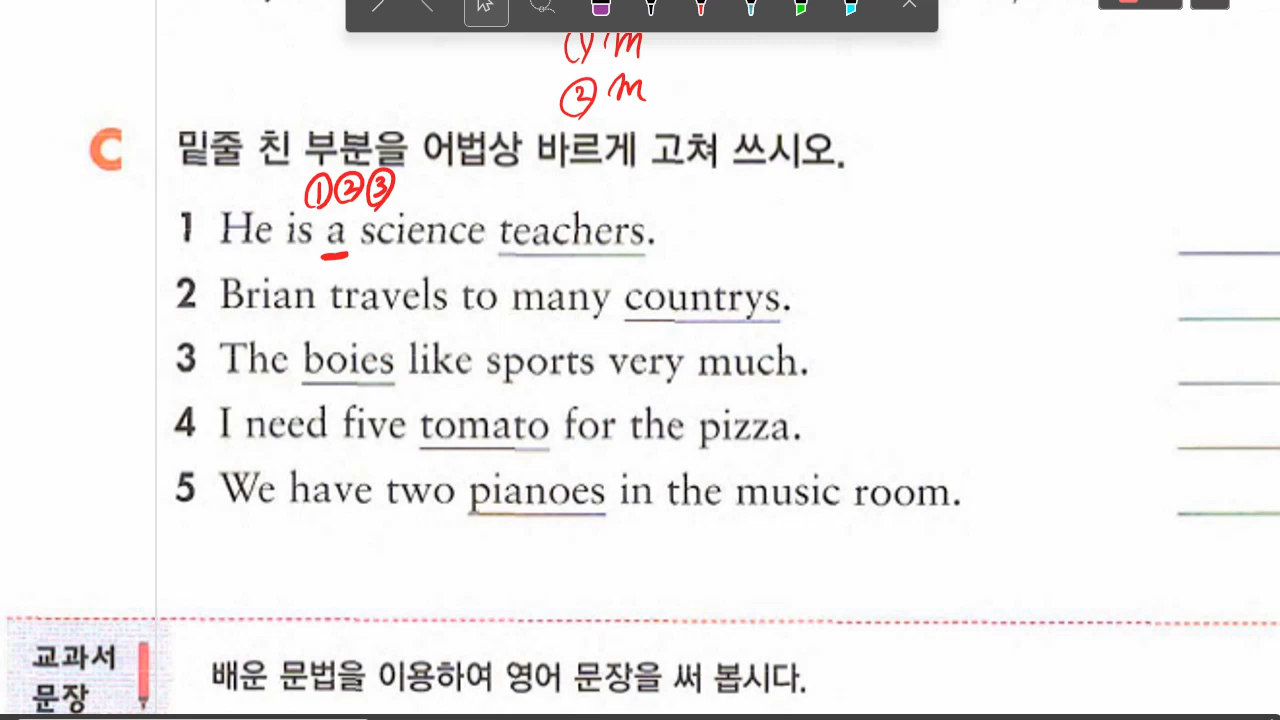 ② m
C 밑줄 친 부분을 어법상 바르게 고쳐 쓰시오.
① ② ③
1 He is a science teachers.
2 Brian travels to many countrys.
3 The boies like sports very much.
4 I need five tomato for the pizza.
5 We have two pianoes in the music room.
교과서
문장
배운 문법을 이용하여 영어 문장을 써 봅시다.